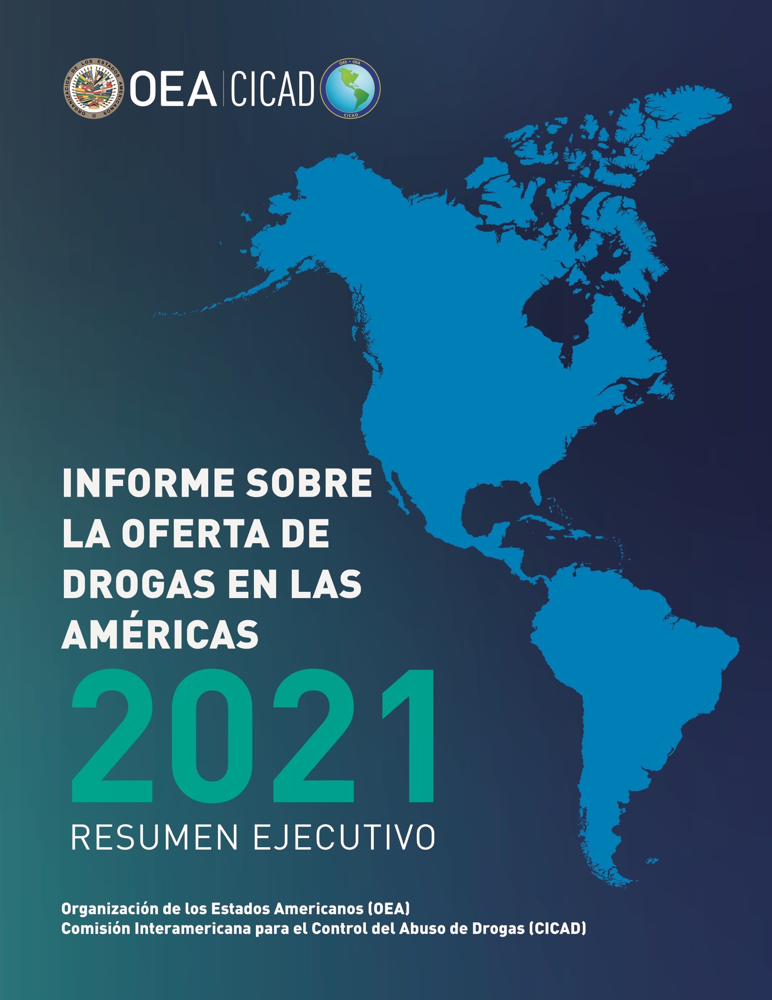 ORGANIZACION DE LOS ESTADOS AMERICANOS
OEA CICAD
OAS • OEA
CICAD
INFORME SOBRE
LA OFERTA DE
DROGAS EN LAS
AMÉRICAS
2021
RESUMEN EJECUTIVO
Organización de los Estados Americanos (OEA)
Comisión Interamericana para el Control del Abuso de Drogas (CICAD)